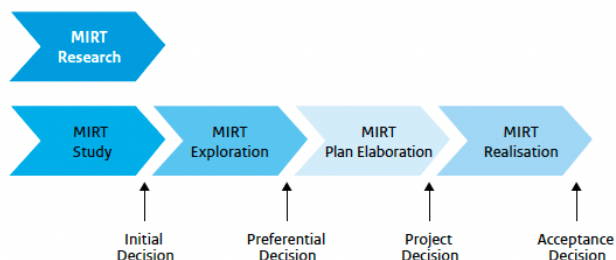 MIRT
Research
MIRT
Study
MIRT
Exploration
MIRT
Plan Elaboration
MIRT
Realisation
Initial
Decision
Preferential
Decision
Project
Decision
Acceptance
Decision